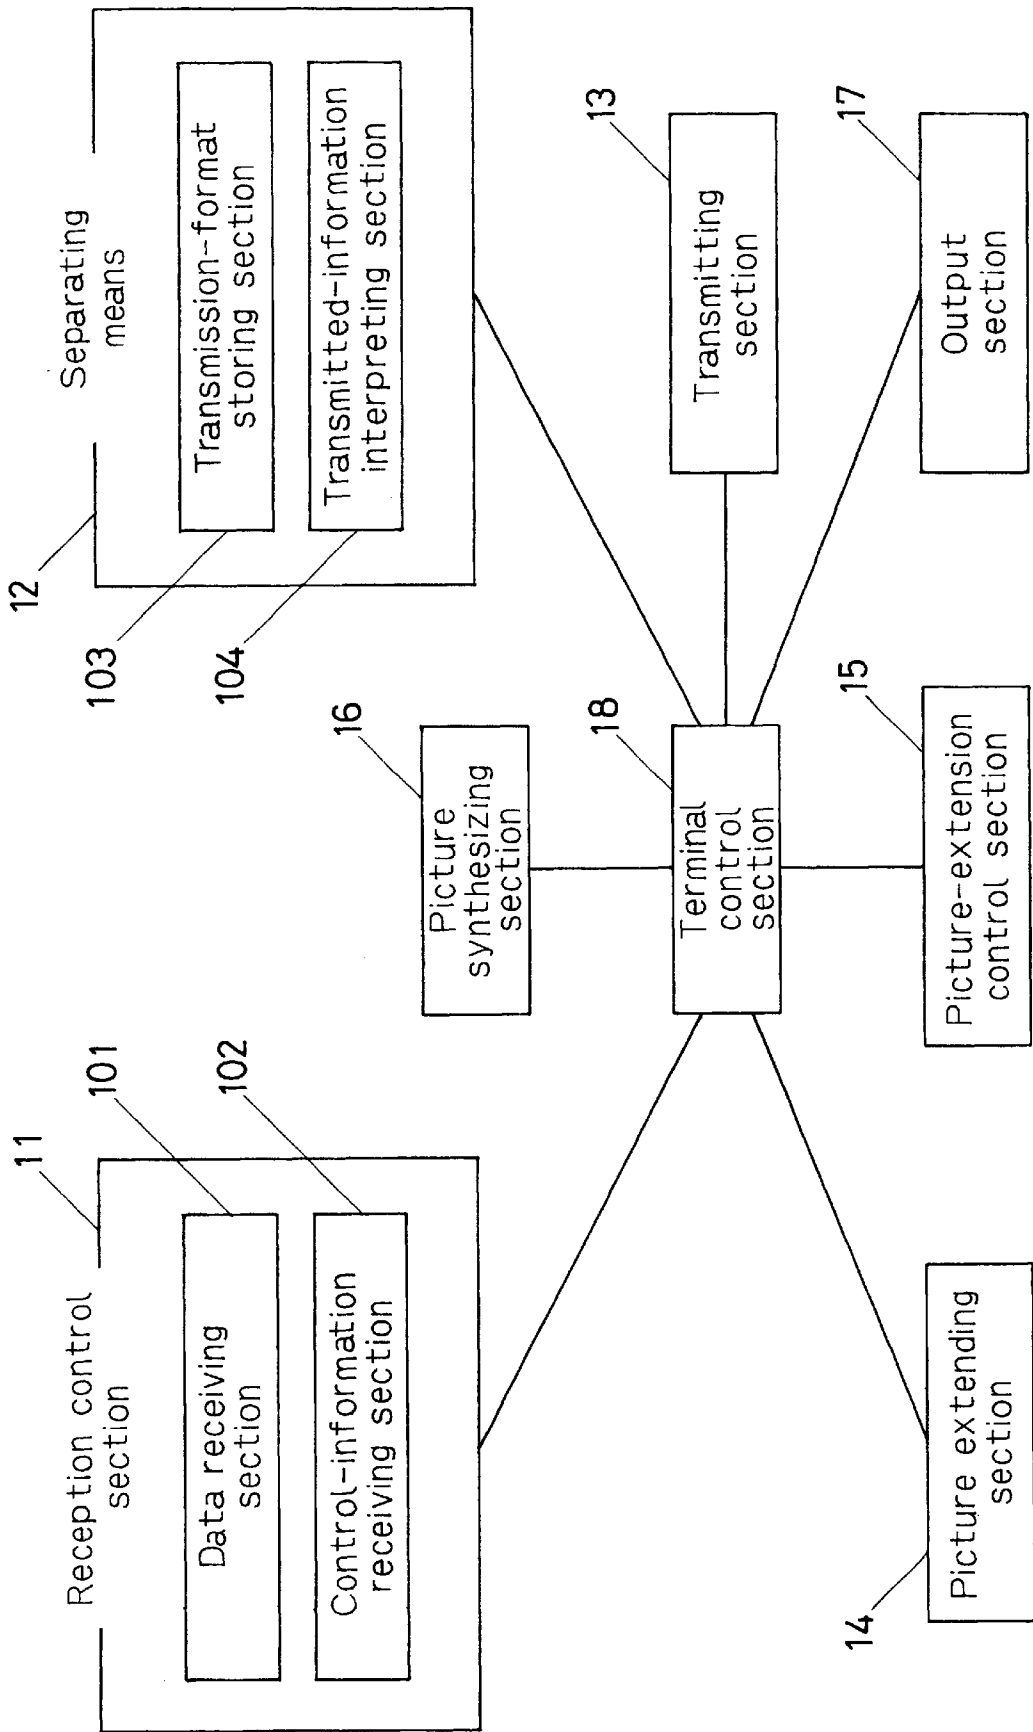 11
Reception control
section
101
Data receiving
section
102
Control-information
receiving section
12
Separating
means
103
Transmission-format
storing section
104
Transmitted-information
interpreting section
16
Picture
synthesizing
section
18
Terminal
control
section
13
Transmitting
section
14
Picture extending
section
15
Picture-extension
control section
17
Output
section